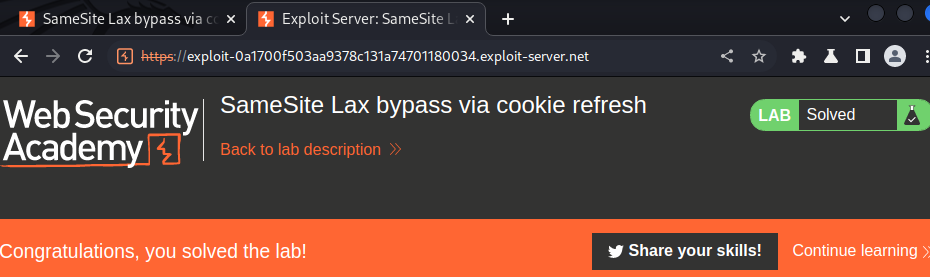 SameSite Lax bypass via co
Exploit Server: SameSite L
https://exploit-0a1700f503aa9378c131a74701180034.exploit-server.net
Web Security
Academy
SameSite Lax bypass via cookie refresh
Back to lab description
LAB Solved
Congratulations, you solved the lab!
Share your skills!
Continue learning